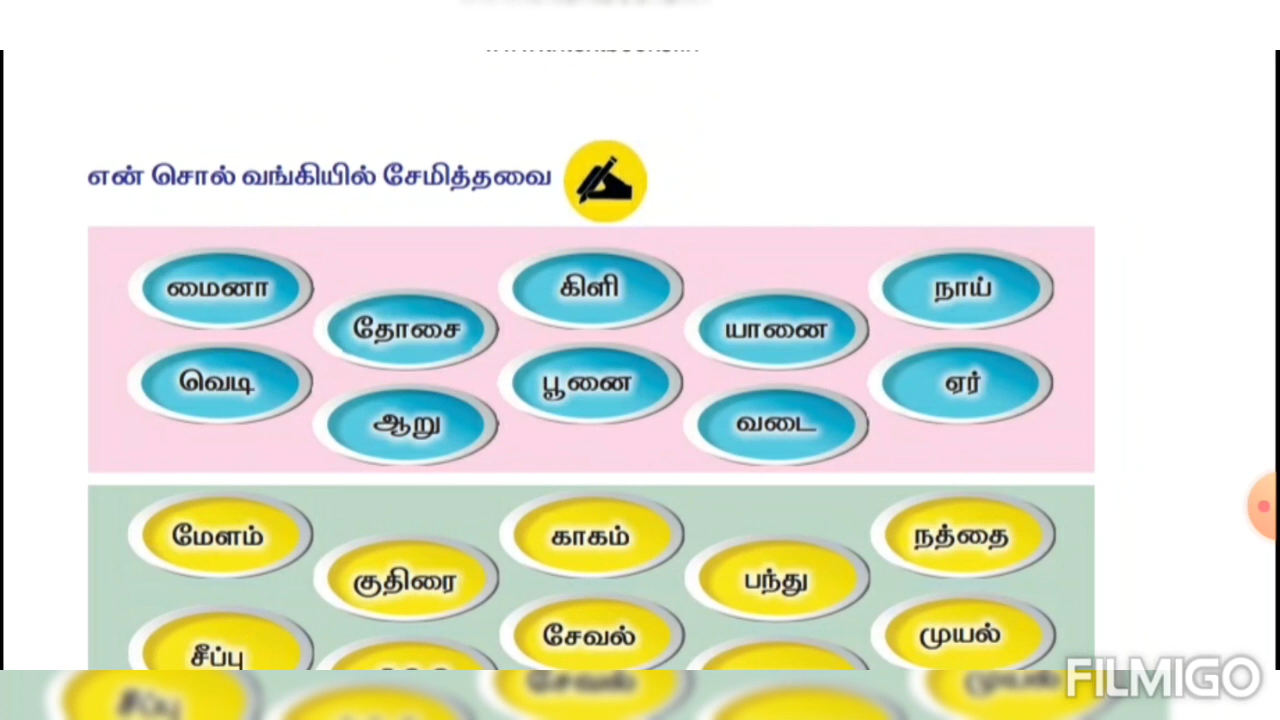 என் சொல் வங்கியில் சேமித்தவை
மைனா கிளி நாய்
தோசை யானை
வெடி பூனை ஏர்
ஆறு வடை
மேளம் காகம் நத்தை
குதிரை பந்து
சீப்பு சேவல் முயல்
FILMIGO